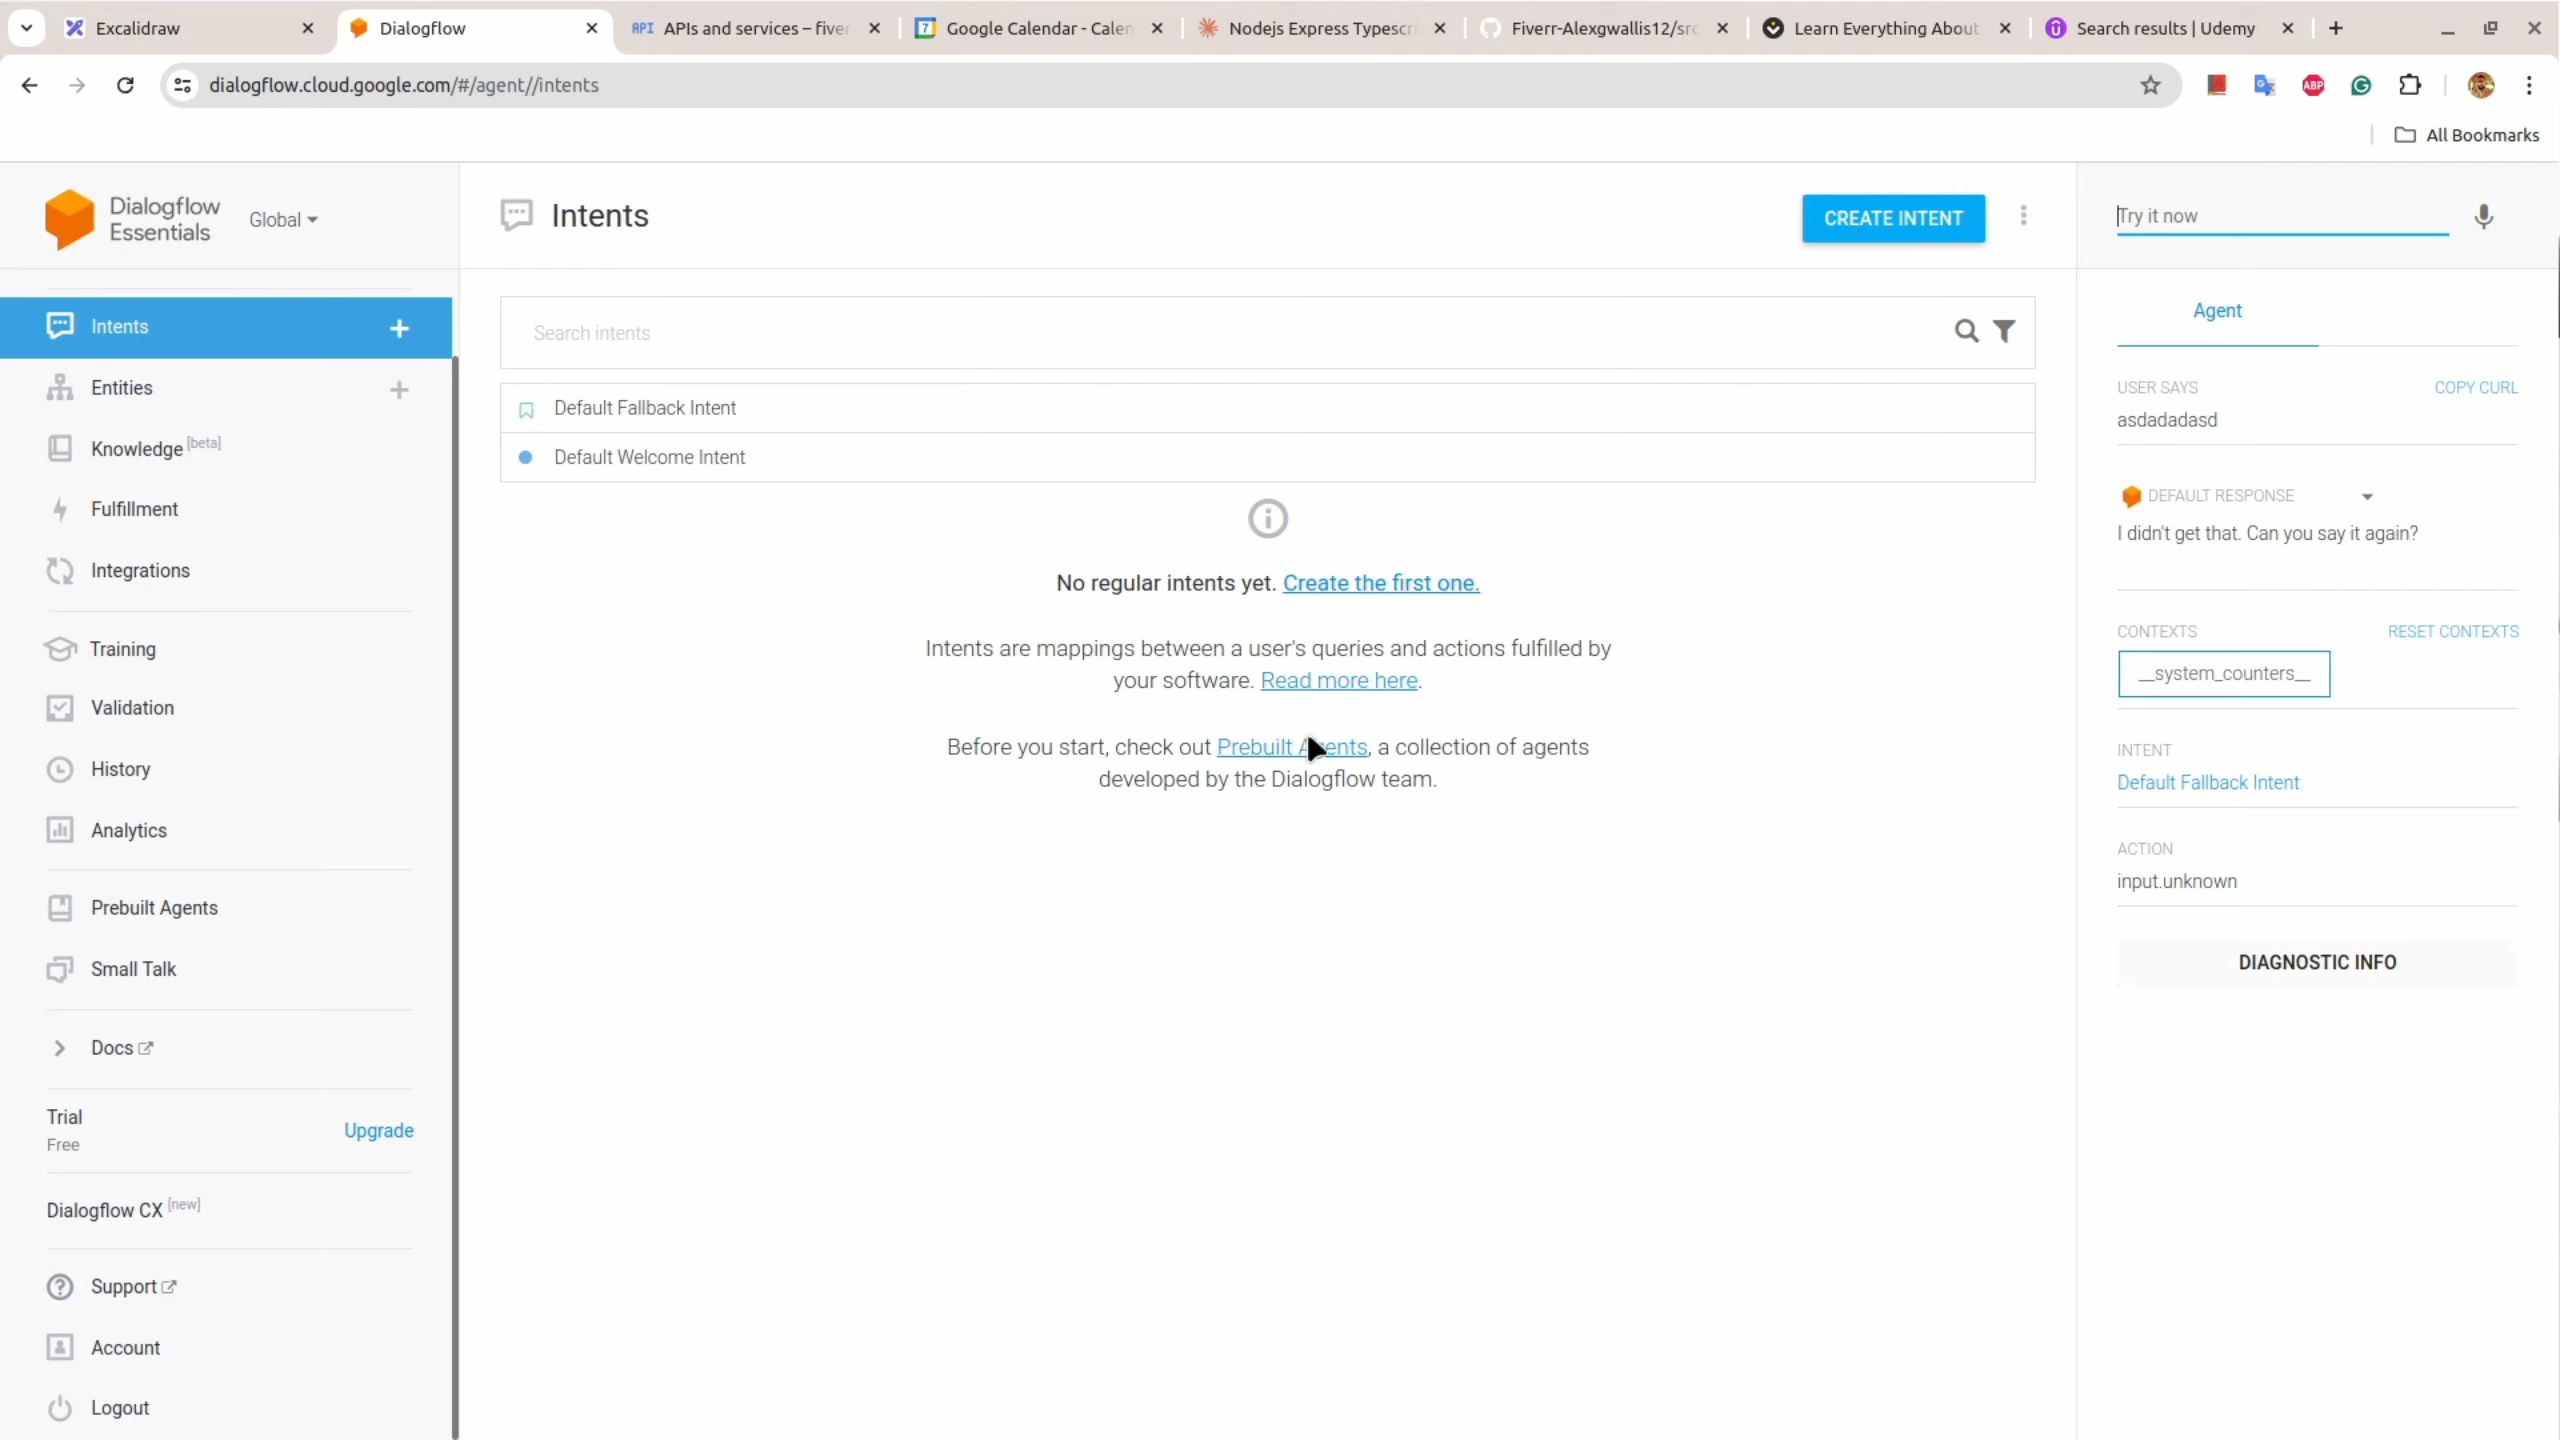 Excalidraw
Dialogflow
API APIs and services – fiver
7 Google Calendar - Calen
Nodejs Express Typescri
Fiverr-Alexgwallis12/src
Learn Everything About
Search results | Udemy
dialogflow.cloud.google.com/#/agent//intents
ABP
All Bookmarks
Dialogflow
Essentials
Global
Intents
CREATE INTENT
Try it now
Intents
Entities
Knowledge [beta]
Fulfillment
Integrations
Training
Validation
History
Analytics
Prebuilt Agents
Small Talk
Docs
Trial
Free
Upgrade
Dialogflow CX [new]
Support
Account
Logout
Search intents
Default Fallback Intent
Default Welcome Intent
No regular intents yet. Create the first one.
Intents are mappings between a user's queries and actions fulfilled by
your software. Read more here.
Before you start, check out Prebuilt Agents, a collection of agents
developed by the Dialogflow team.
Agent
USER SAYS
COPY CURL
asdadadasd
DEFAULT RESPONSE
I didn't get that. Can you say it again?
CONTEXTS
RESET CONTEXTS
__system_counters__
INTENT
Default Fallback Intent
ACTION
input.unknown
DIAGNOSTIC INFO